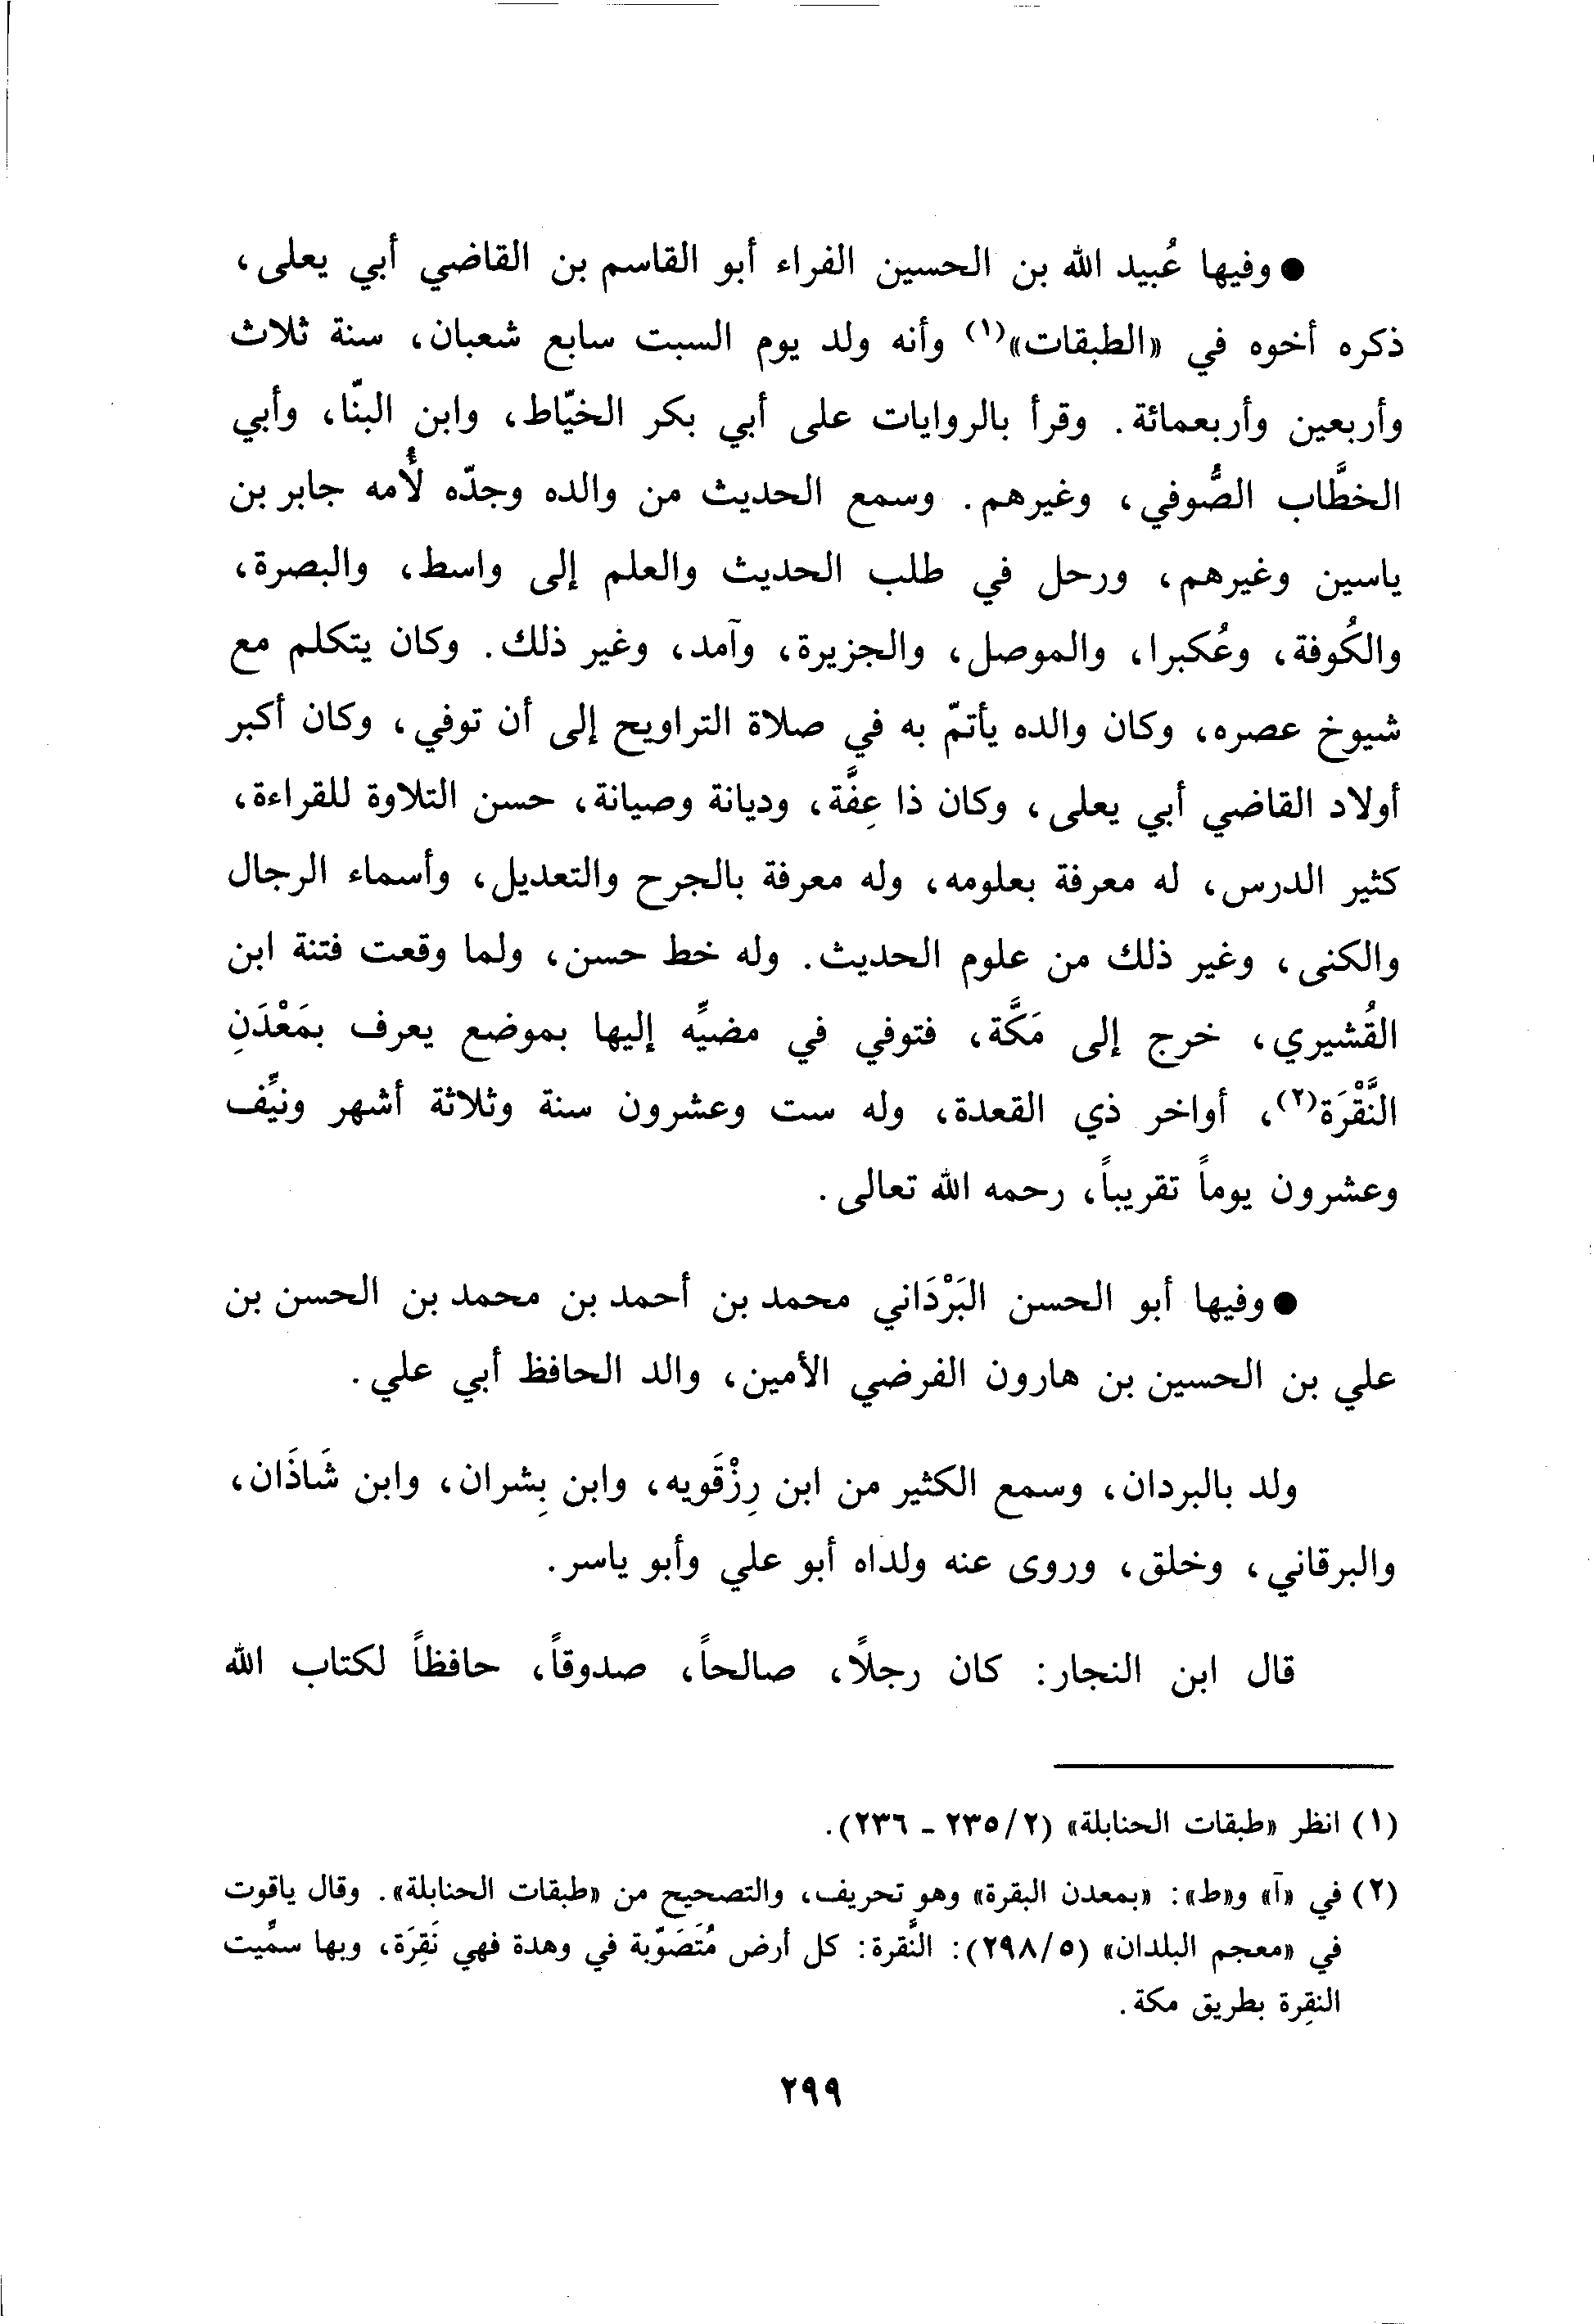 ● وفيها عُبيد الله بن الحسين الفراء أبو القاسم بن القاضي أبي يعلى،
ذكره أخوه في «الطبقات»(١) وأنه ولد يوم السبت سابع شعبان، سنة ثلاث
وأربعين وأربعمائة. وقرأ بالروايات على أبي بكر الخيّاط، وابن البنّا، وأبي
الخطَّاب الصُّوفي، وغيرهم. وسمع الحديث من والده وجدّه لأُمه جابر بن
ياسين وغيرهم، ورحل في طلب الحديث والعلم إلى واسط، والبصرة،
والكُوفة، وعُكبرا، والموصل، والجزيرة، وآمد، وغير ذلك. وكان يتكلم مع
شيوخ عصره، وكان والده يأتمّ به في صلاة التراويح إلى أن توفي، وكان أكبر
أولاد القاضي أبي يعلى، وكان ذا عِفَّة، وديانة وصيانة، حسن التلاوة للقراءة،
كثير الدرس، له معرفة بعلومه، وله معرفة بالجرح والتعديل، وأسماء الرجال
والكنى، وغير ذلك من علوم الحديث. وله خط حسن، ولما وقعت فتنة ابن
القُشيري، خرج إلى مَكَّة، فتوفي في مضيِّه إليها بموضع يعرف بمَعْدَنِ
النَّقْرَة(٢)، أواخر ذي القعدة، وله ست وعشرون سنة وثلاثة أشهر ونيِّف
وعشرون يوماً تقريباً، رحمه الله تعالى.
● وفيها أبو الحسن البَرْدَاني محمد بن أحمد بن محمد بن الحسن بن
علي بن الحسين بن هارون الفرضي الأمين، والد الحافظ أبي علي.
ولد بالبردان، وسمع الكثير من ابن رِزْقَويه، وابن بِشران، وابن شَاذَان،
والبرقاني، وخلق، وروى عنه ولداه أبو علي وأبو ياسر.
قال ابن النجار: كان رجلًا، صالحاً، صدوقاً، حافظاً لكتاب الله
(١) انظر «طبقات الحنابلة» (٢/٢٣٥ - ٢٣٦).
(٢) في «آ» و«ط»: «بمعدن البقرة» وهو تحريف، والتصحيح من «طبقات الحنابلة». وقال ياقوت
في «معجم البلدان» (٥/٢٩٨): النَّقرة: كل أرض مُتَصَوّبة في وهدة فهي نَقِرَة، وبها سمِّيت
النقِرة بطريق مكة.
٢٩٩